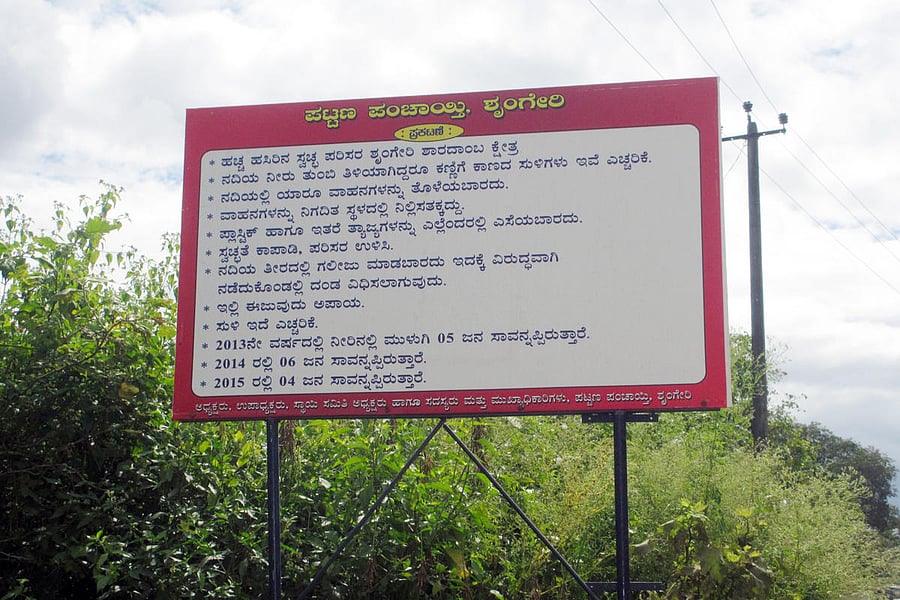 ಪಟ್ಟಣ ಪಂಚಾಯ್ತಿ, ಶೃಂಗೇರಿ
: ಪ್ರಕಟಣೆ :
* ಹಚ್ಚ ಹಸಿರಿನ ಸ್ವಚ್ಛ ಪರಿಸರ ಶೃಂಗೇರಿ ಶಾರದಾಂಬ ಕ್ಷೇತ್ರ
* ನದಿಯ ನೀರು ತುಂಬಿ ತಿಳಿಯಾಗಿದ್ದರೂ ಕಣ್ಣಿಗೆ ಕಾಣದ ಸುಳಿಗಳು ಇವೆ ಎಚ್ಚರಿಕೆ.
* ನದಿಯಲ್ಲಿ ಯಾರೂ ವಾಹನಗಳನ್ನು ತೊಳೆಯಬಾರದು.
* ವಾಹನಗಳನ್ನು ನಿಗದಿತ ಸ್ಥಳದಲ್ಲಿ ನಿಲ್ಲಿಸತಕ್ಕದ್ದು.
* ಪ್ಲಾಸ್ಟಿಕ್ ಹಾಗೂ ಇತರೆ ತ್ಯಾಜ್ಯಗಳನ್ನು ಎಲ್ಲೆಂದರಲ್ಲಿ ಎಸೆಯಬಾರದು.
* ಸ್ವಚ್ಛತೆ ಕಾಪಾಡಿ, ಪರಿಸರ ಉಳಿಸಿ.
* ನದಿಯ ತೀರದಲ್ಲಿ ಗಲೀಜು ಮಾಡಬಾರದು ಇದಕ್ಕೆ ವಿರುದ್ಧವಾಗಿ
ನಡೆದುಕೊಂಡಲ್ಲಿ ದಂಡ ವಿಧಿಸಲಾಗುವುದು.
* ಇಲ್ಲಿ ಈಜುವುದು ಅಪಾಯ.
* ಸುಳಿ ಇದೆ ಎಚ್ಚರಿಕೆ.
* 2013ನೇ ವರ್ಷದಲ್ಲಿ ನೀರಿನಲ್ಲಿ ಮುಳುಗಿ 05 ಜನ ಸಾವನ್ನಪ್ಪಿರುತ್ತಾರೆ.
* 2014 ರಲ್ಲಿ 06 ಜನ ಸಾವನ್ನಪ್ಪಿರುತ್ತಾರೆ.
* 2015 ರಲ್ಲಿ 04 ಜನ ಸಾವನ್ನಪ್ಪಿರುತ್ತಾರೆ.
ಅಧ್ಯಕ್ಷರು, ಉಪಾಧ್ಯಕ್ಷರು, ಸ್ಥಾಯಿ ಸಮಿತಿ ಅಧ್ಯಕ್ಷರು ಹಾಗೂ ಸದಸ್ಯರು ಮತ್ತು ಮುಖ್ಯಾಧಿಕಾರಿಗಳು, ಪಟ್ಟಣ ಪಂಚಾಯ್ತಿ, ಶೃಂಗೇರಿ